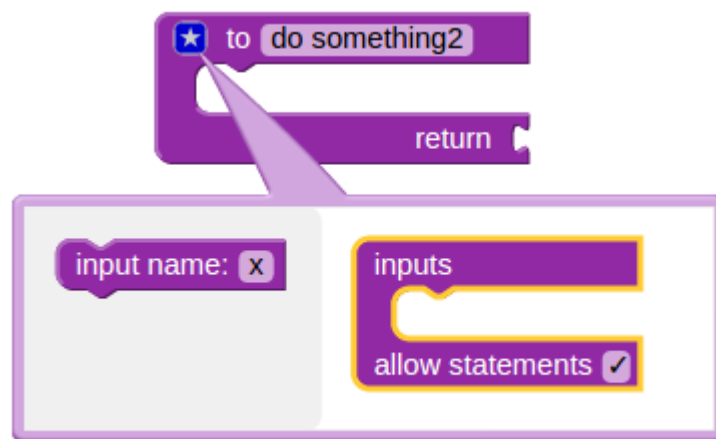 to do something2
return
input name: x
inputs
allow statements ✓